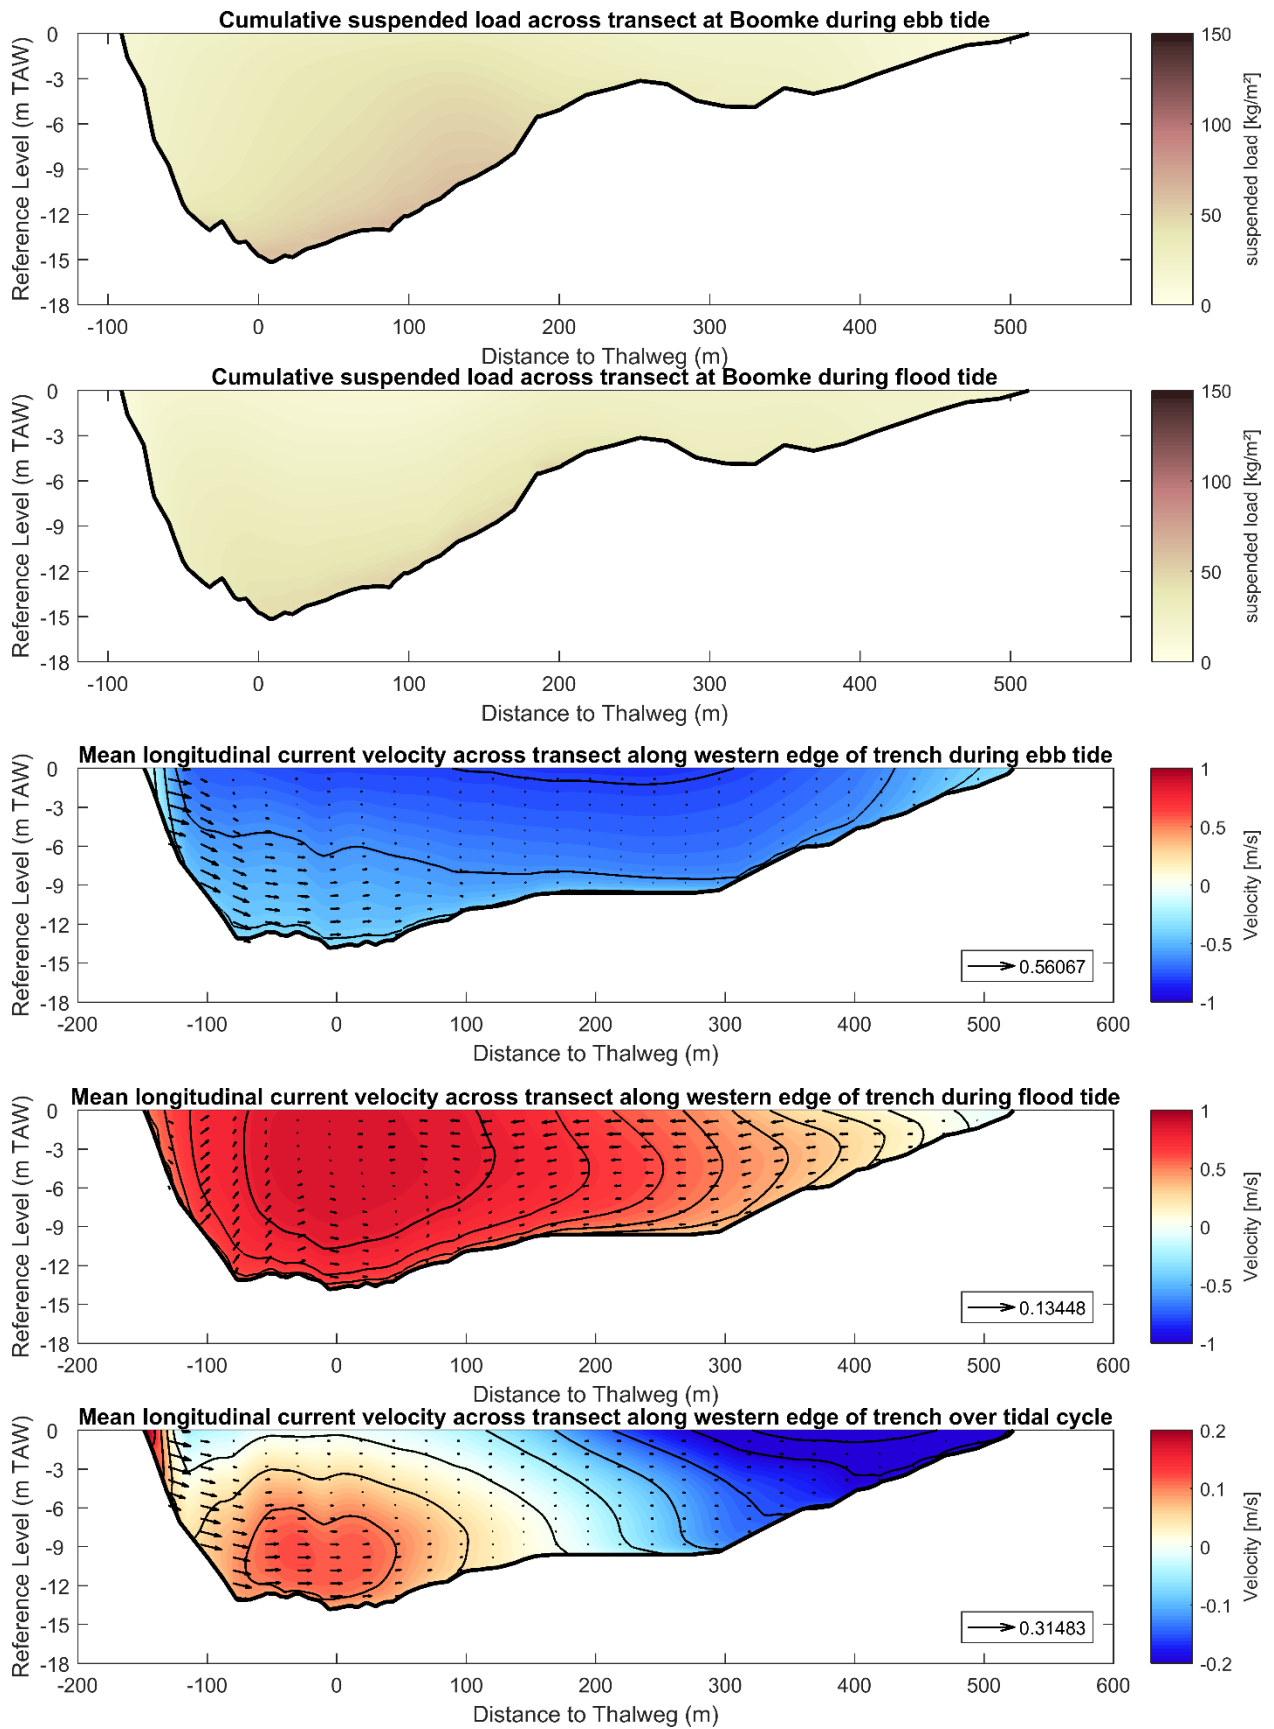 Cumulative suspended load across transect at Boomke during ebb tide
Reference Level (m TAW)
0
-3
-6
-9
-12
-15
-18
-100 0 100 200 300 400 500
Distance to Thalweg (m)
150
100
50
0
suspended load [kg/m²]
Cumulative suspended load across transect at Boomke during flood tide
Reference Level (m TAW)
0
-3
-6
-9
-12
-15
-18
-100 0 100 200 300 400 500
Distance to Thalweg (m)
150
100
50
0
suspended load [kg/m²]
Mean longitudinal current velocity across transect along western edge of trench during ebb tide
Reference Level (m TAW)
0
-3
-6
-9
-12
-15
-18
0.56067
-200 -100 0 100 200 300 400 500 600
Distance to Thalweg (m)
1
0.5
0
-0.5
-1
Velocity [m/s]
Mean longitudinal current velocity across transect along western edge of trench during flood tide
Reference Level (m TAW)
0
-3
-6
-9
-12
-15
-18
0.13448
-200 -100 0 100 200 300 400 500 600
Distance to Thalweg (m)
1
0.5
0
-0.5
-1
Velocity [m/s]
Mean longitudinal current velocity across transect along western edge of trench over tidal cycle
Reference Level (m TAW)
0
-3
-6
-9
-12
-15
-18
0.31483
-200 -100 0 100 200 300 400 500 600
Distance to Thalweg (m)
0.2
0.1
0
-0.1
-0.2
Velocity [m/s]